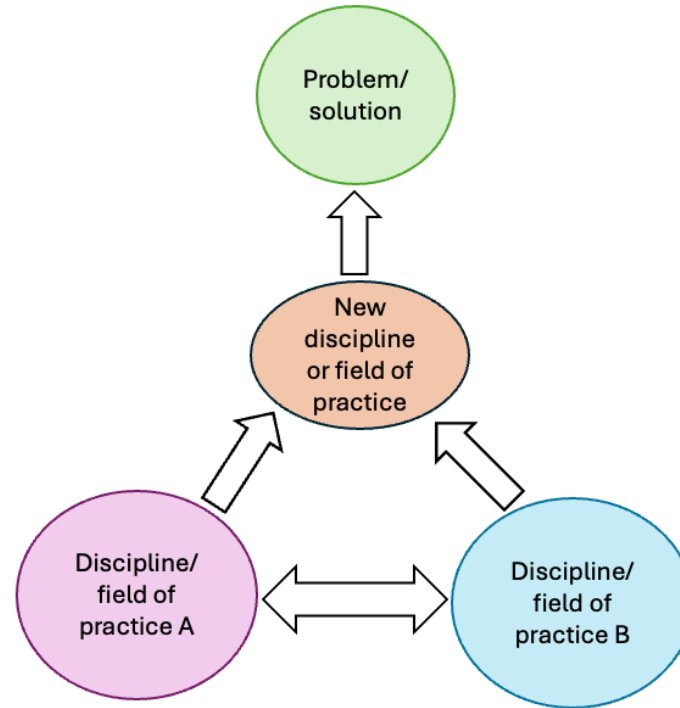 Problem/
solution
New
discipline
or field of
practice
Discipline/
field of
practice A
Discipline/
field of
practice B